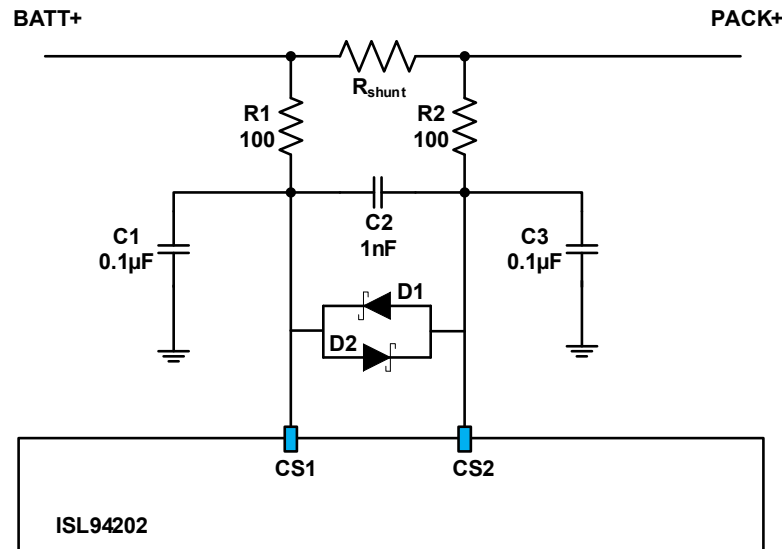 BATT+
PACK+
Rshunt
R1
100
R2
100
C1
0.1µF
C2
1nF
C3
0.1µF
D1
D2
CS1
CS2
ISL94202